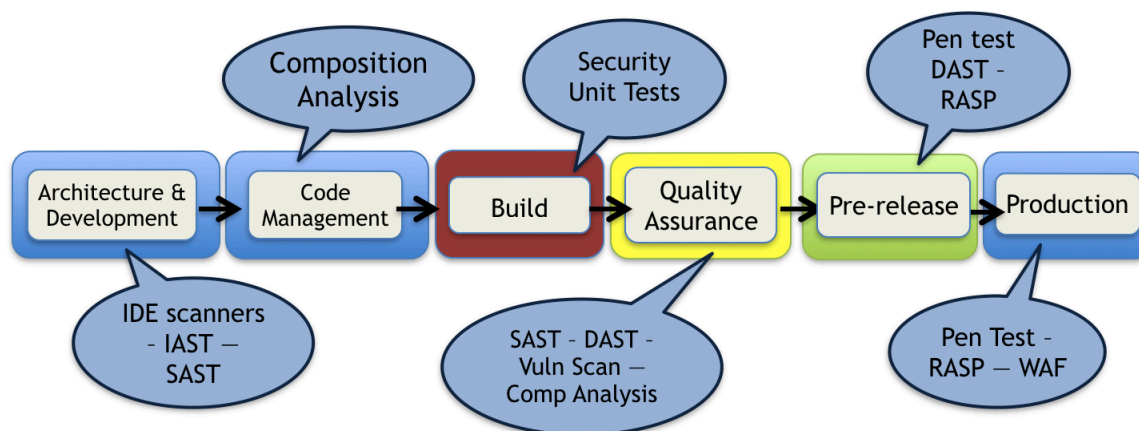 Composition
Analysis
Security
Unit Tests
Pen test
DAST –
RASP
Architecture &
Development
Code
Management
Build
Quality
Assurance
Pre-release
Production
IDE scanners
– IAST —
SAST
SAST – DAST –
Vuln Scan —
Comp Analysis
Pen Test –
RASP — WAF